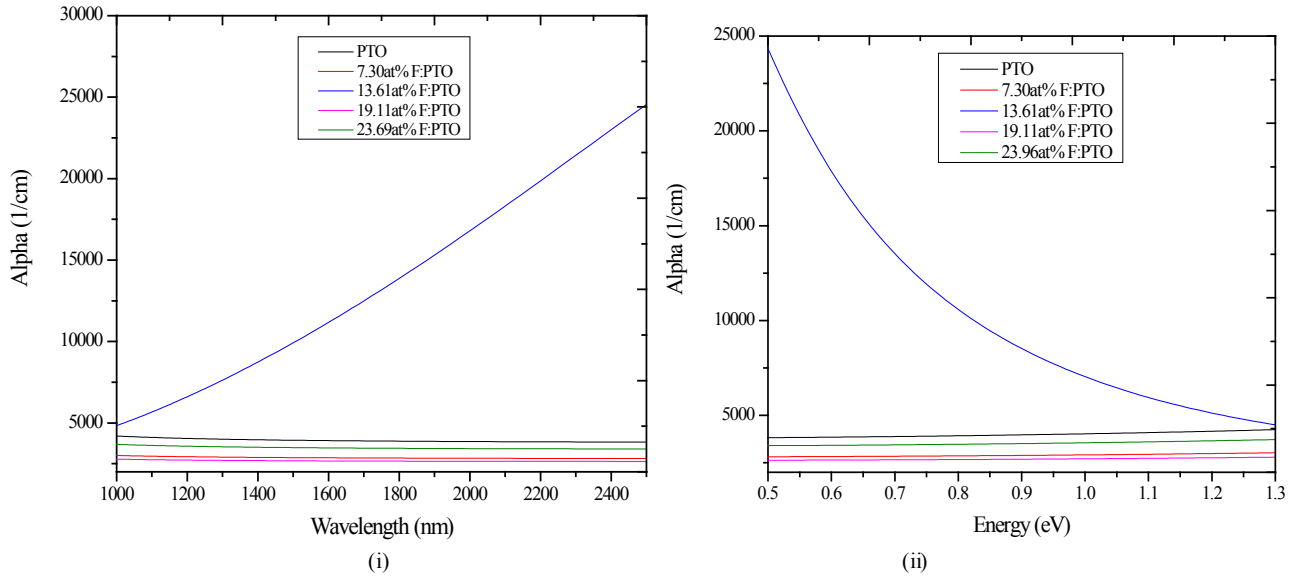 30000
25000
20000
15000
10000
5000
Alpha (1/cm)
PTO
7.30at% F:PTO
13.61at% F:PTO
19.11at% F:PTO
23.69at% F:PTO
1000 1200 1400 1600 1800 2000 2200 2400
Wavelength (nm)
(i)
25000
20000
15000
10000
5000
Alpha (1/cm)
PTO
7.30at% F:PTO
13.61at% F:PTO
19.11at% F:PTO
23.96at% F:PTO
0.5 0.6 0.7 0.8 0.9 1.0 1.1 1.2 1.3
Energy (eV)
(ii)